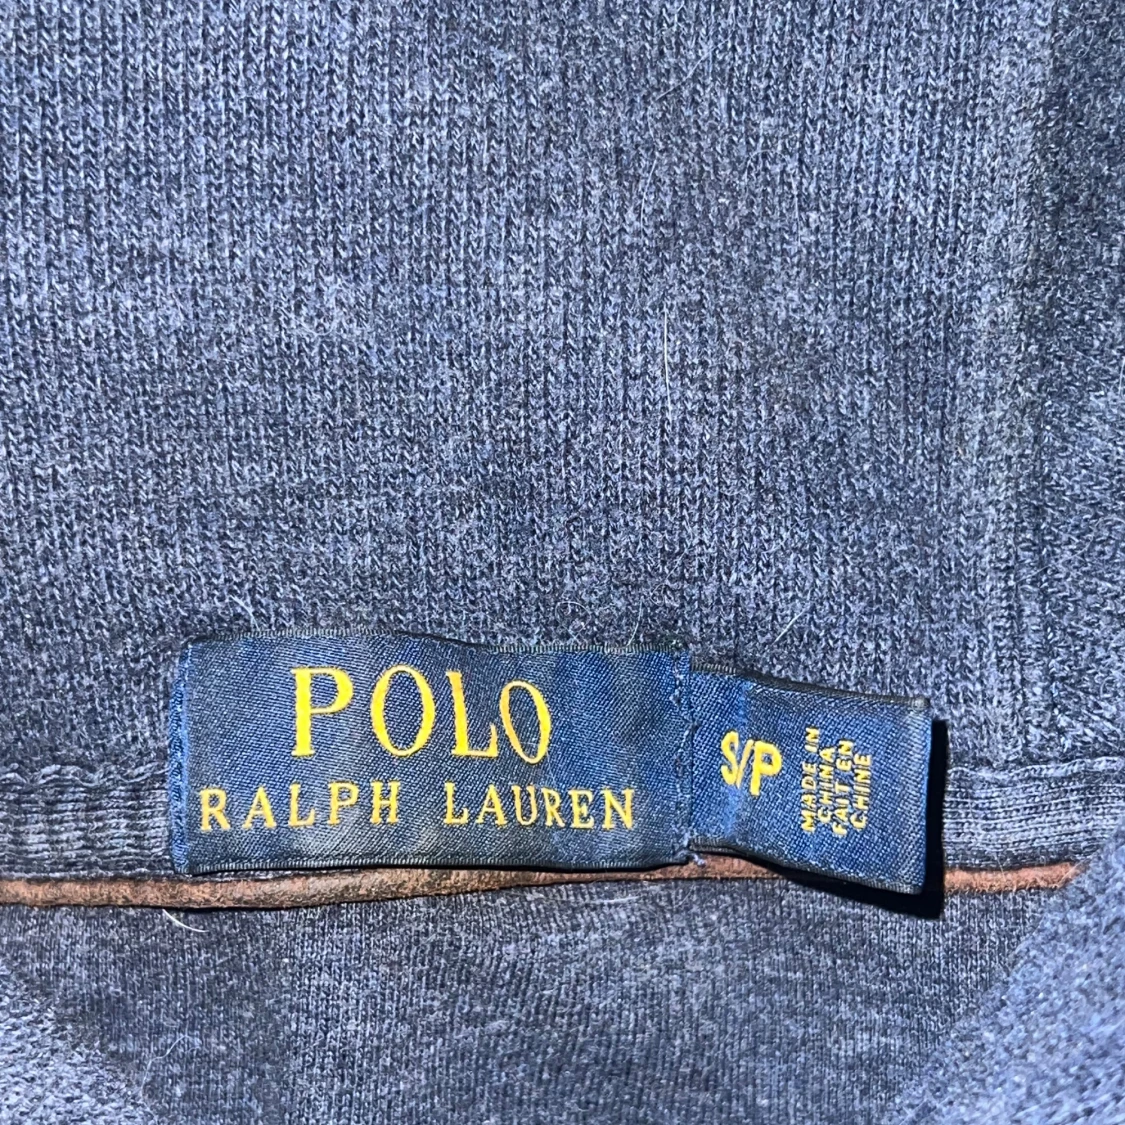 POLO
RALPH LAUREN
S/P
MADE IN
CHINA
FAIT EN
CHINE